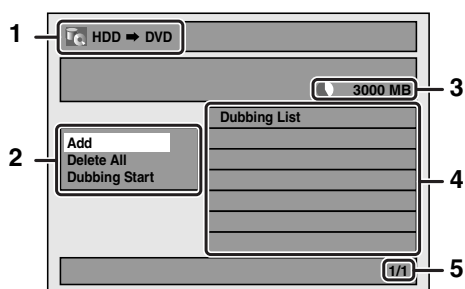 1
HDD ➡ DVD
3000 MB
3
Dubbing List
2
Add
Delete All
Dubbing Start
4
1/1
5